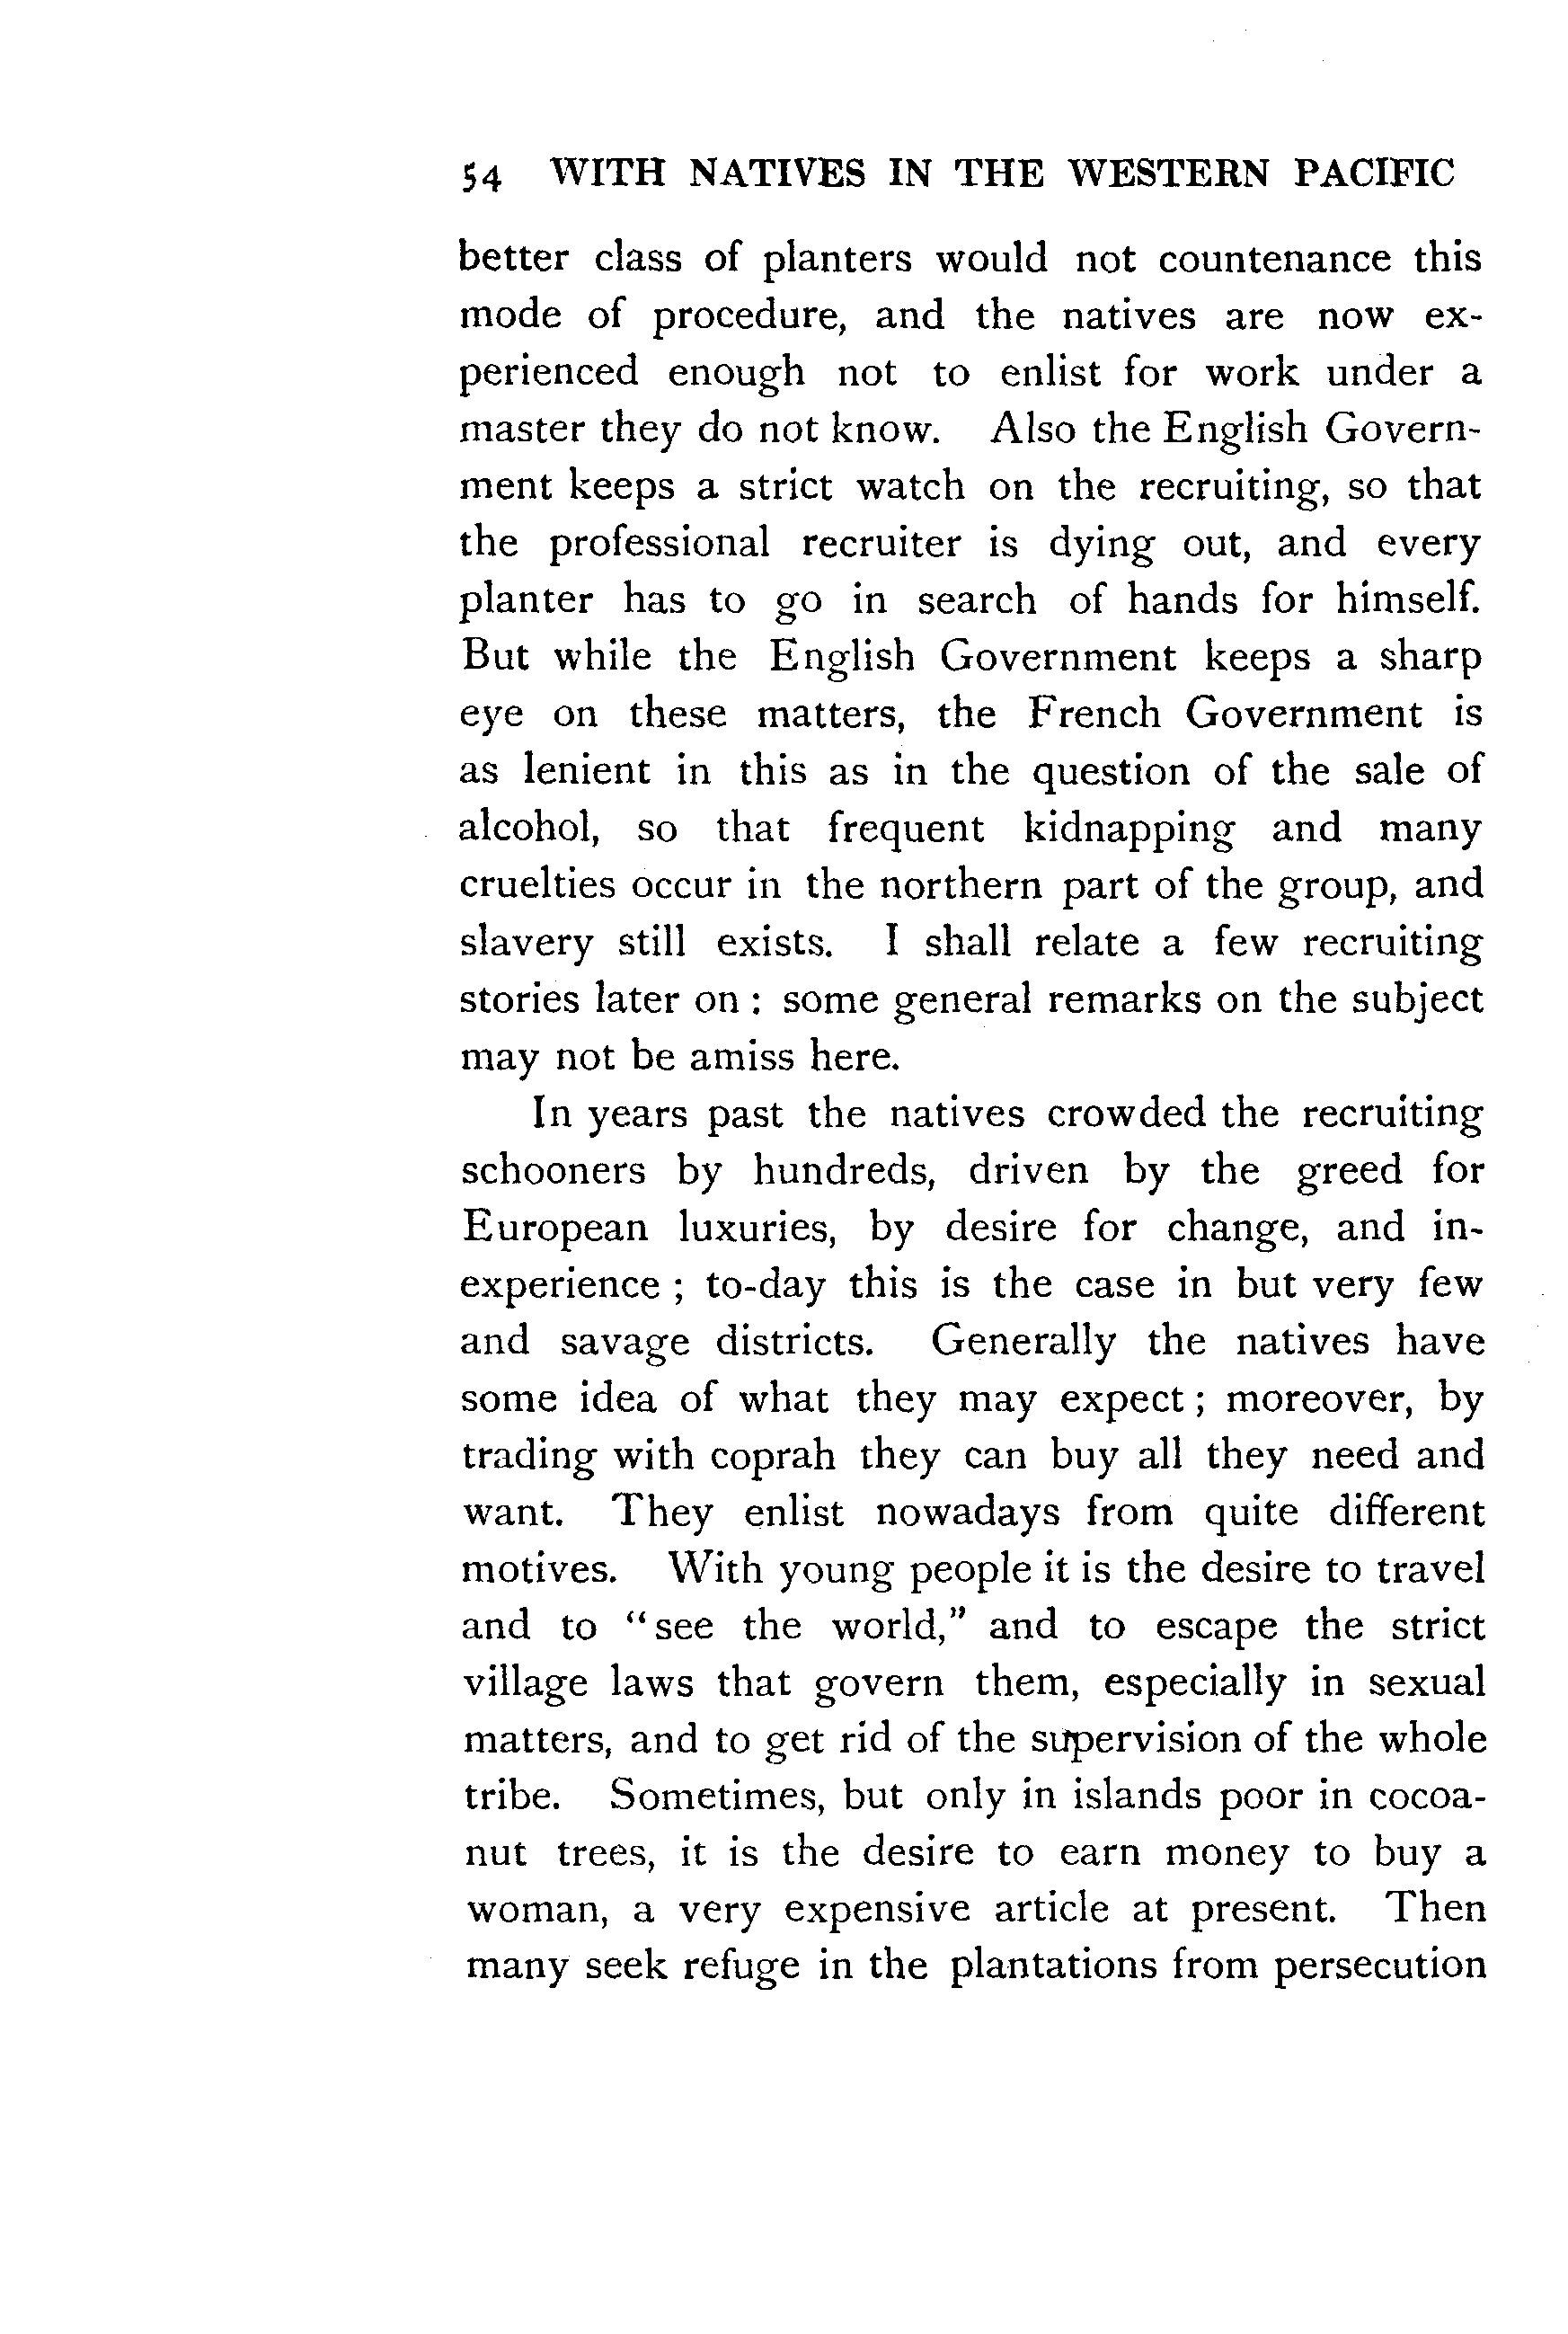 54 WITH NATIVES IN THE WESTERN PACIFIC
better class of planters would not countenance this
mode of procedure, and the natives are now ex-
perienced enough not to enlist for work under a
master they do not know. Also the English Govern-
ment keeps a strict watch on the recruiting, so that
the professional recruiter is dying out, and every
planter has to go in search of hands for himself.
But while the English Government keeps a sharp
eye on these matters, the French Government is
as lenient in this as in the question of the sale of
alcohol, so that frequent kidnapping and many
cruelties occur in the northern part of the group, and
slavery still exists. I shall relate a few recruiting
stories later on : some general remarks on the subject
may not be amiss here.
In years past the natives crowded the recruiting
schooners by hundreds, driven by the greed for
European luxuries, by desire for change, and in-
experience ; to-day this is the case in but very few
and savage districts. Generally the natives have
some idea of what they may expect ; moreover, by
trading with coprah they can buy all they need and
want. They enlist nowadays from quite different
motives. With young people it is the desire to travel
and to "see the world," and to escape the strict
village laws that govern them, especially in sexual
matters, and to get rid of the supervision of the whole
tribe. Sometimes, but only in islands poor in cocoa-
nut trees, it is the desire to earn money to buy a
woman, a very expensive article at present. Then
many seek refuge in the plantations from persecution